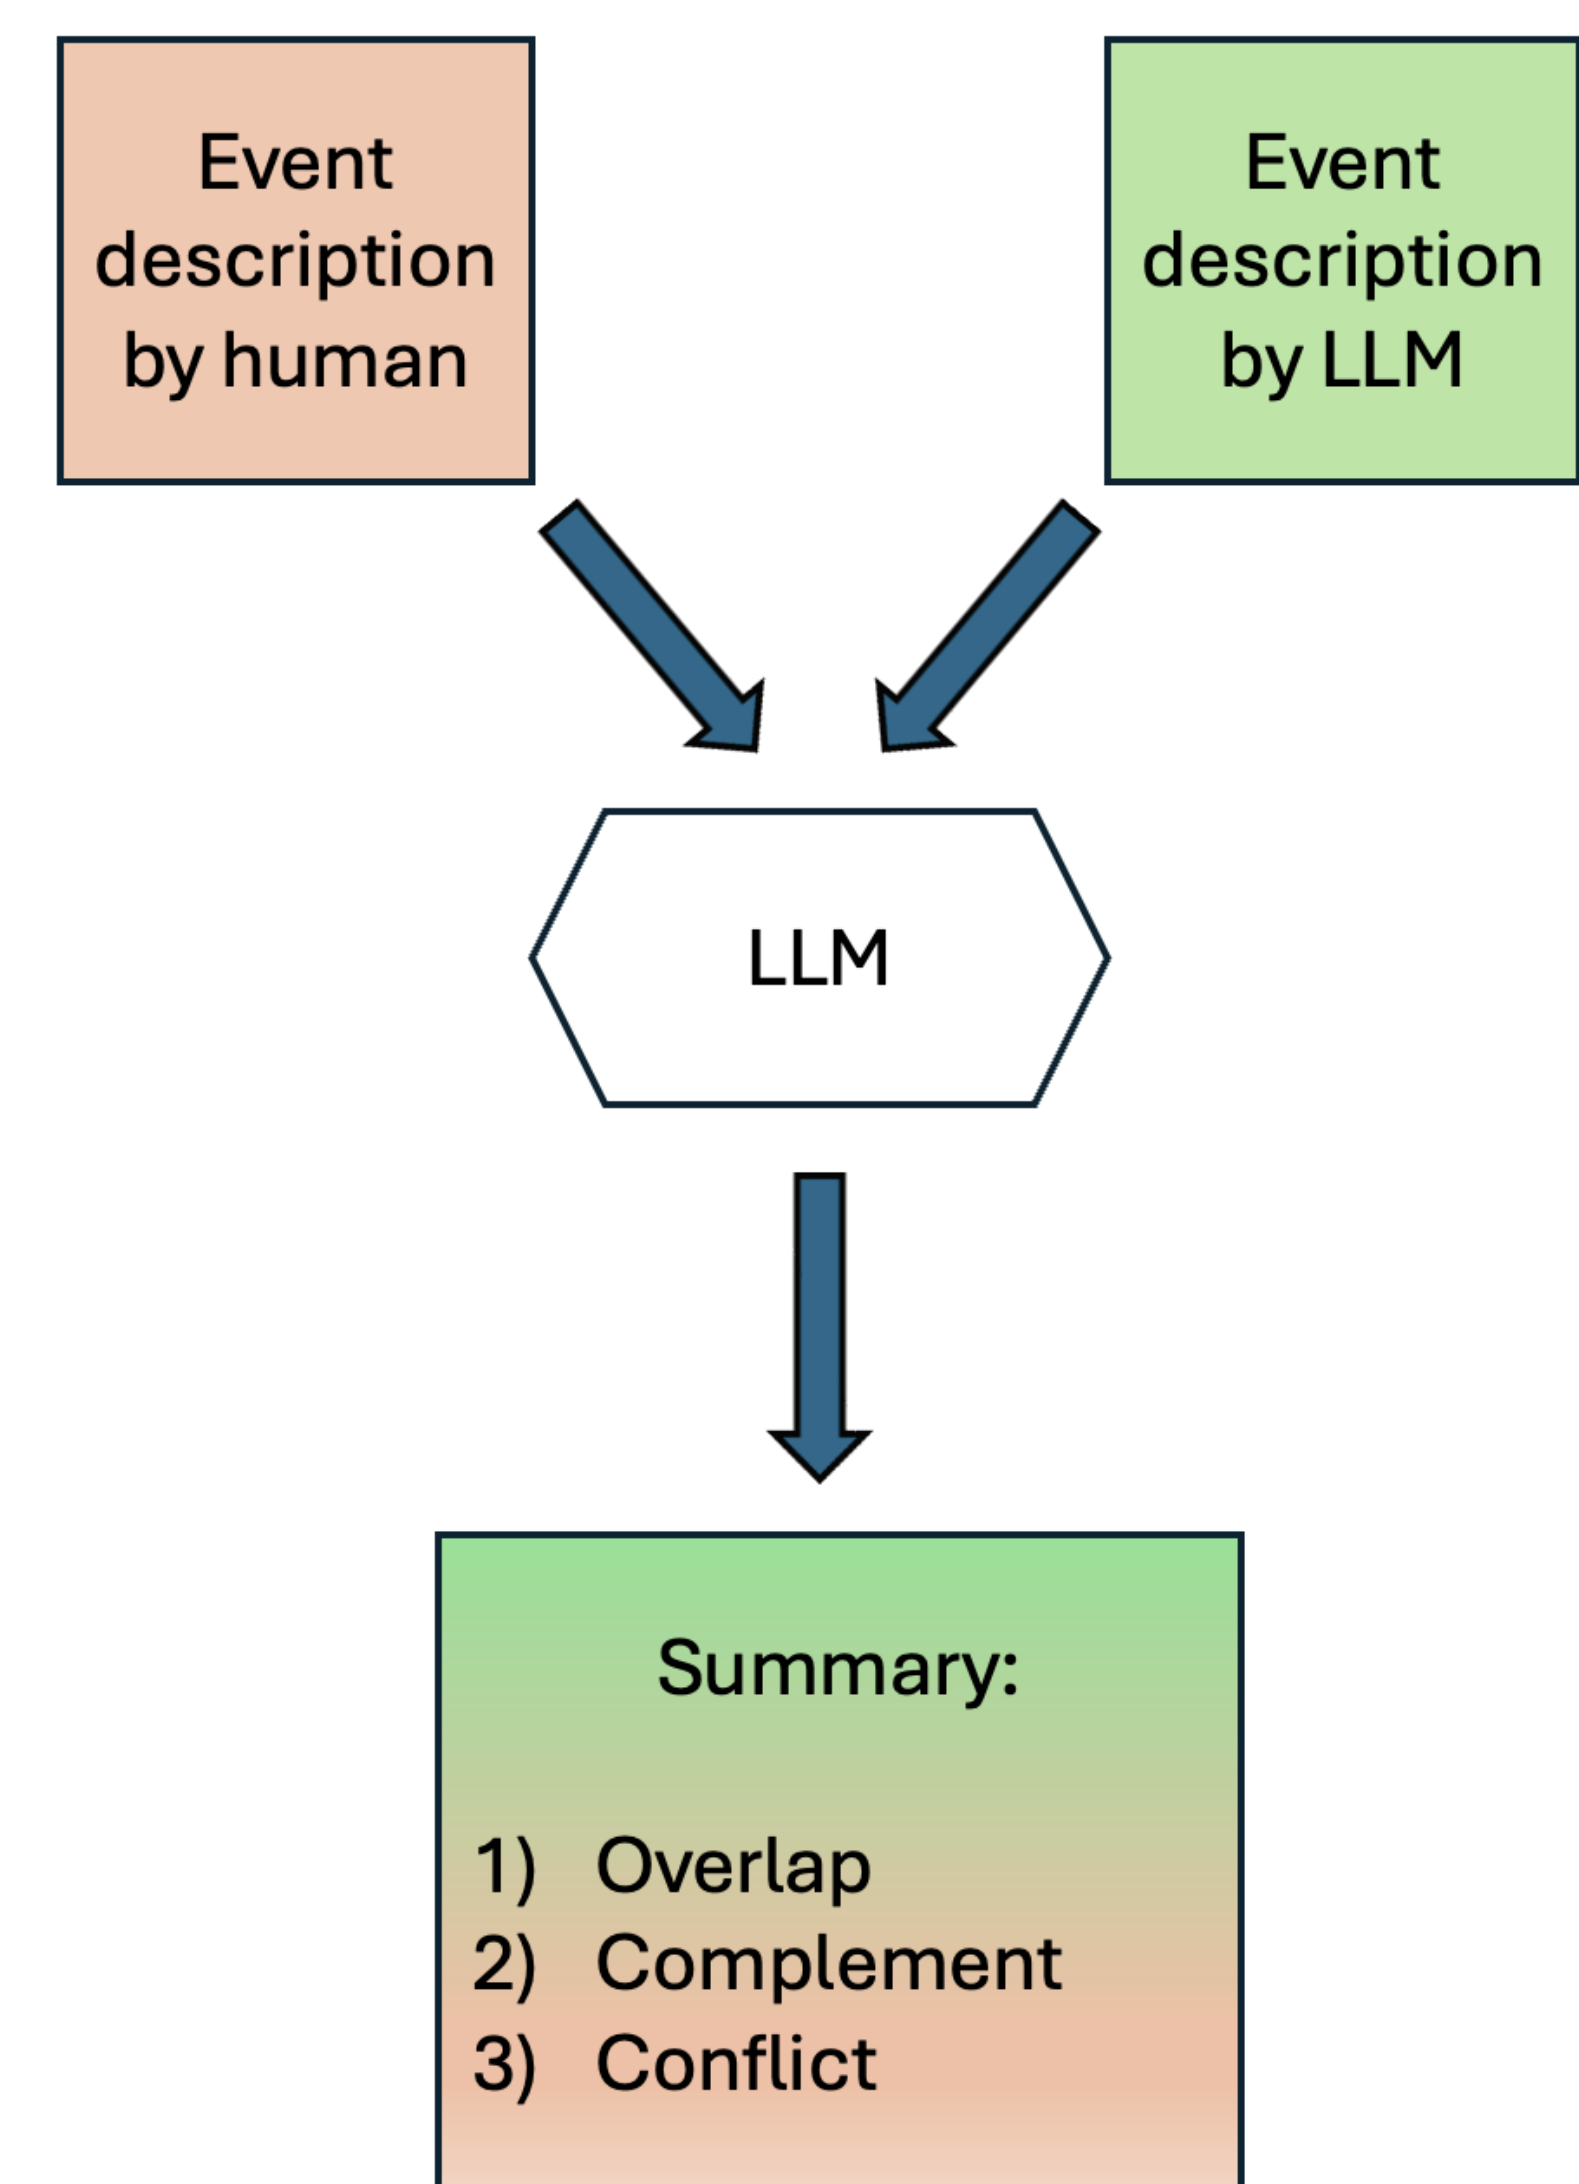 Event
description
by human
Event
description
by LLM
LLM
Summary:
1) Overlap
2) Complement
3) Conflict